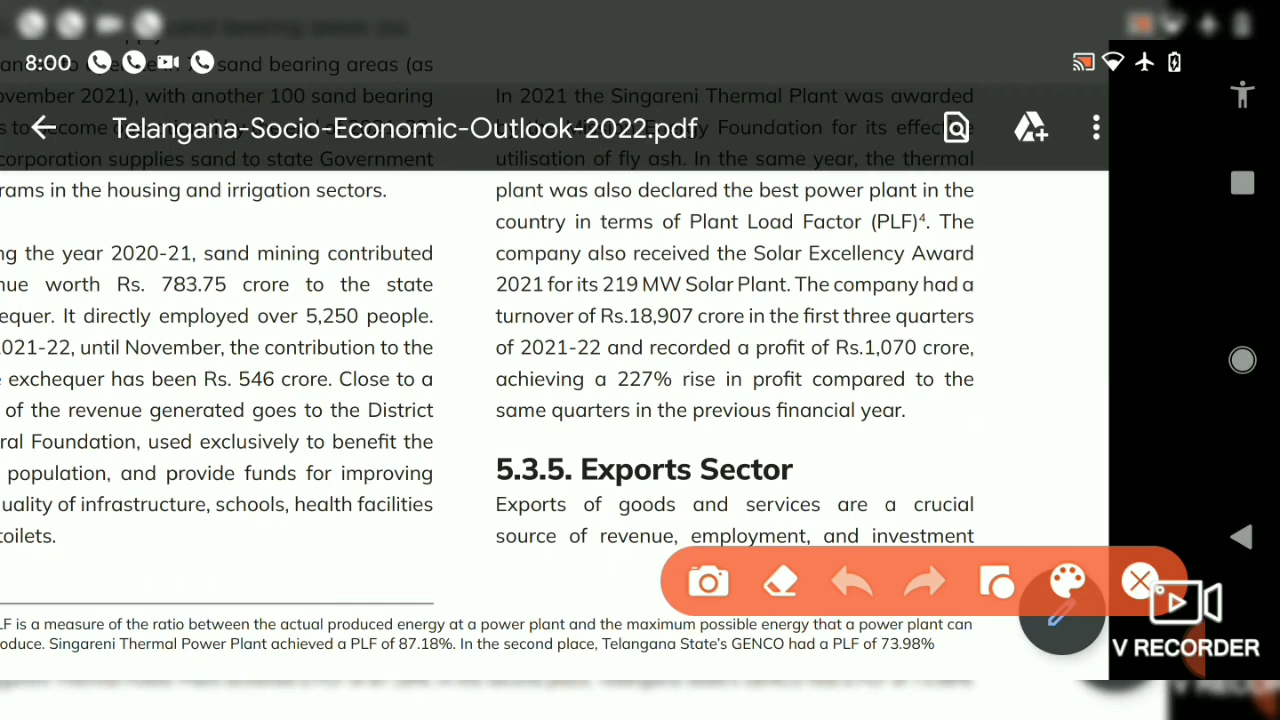 8:00
Telangana-Socio-Economic-Outlook-2022.pdf
sand bearing areas (as
ovember 2021), with another 100 sand bearing
corporation supplies sand to state Government
rams in the housing and irrigation sectors.
ng the year 2020-21, sand mining contributed
nue worth Rs. 783.75 crore to the state
equer. It directly employed over 5,250 people.
021-22, until November, the contribution to the
e exchequer has been Rs. 546 crore. Close to a
of the revenue generated goes to the District
ral Foundation, used exclusively to benefit the
population, and provide funds for improving
uality of infrastructure, schools, health facilities
toilets.
In 2021 the Singareni Thermal Plant was awarded
Energy Foundation for its effective
utilisation of fly ash. In the same year, the thermal
plant was also declared the best power plant in the
country in terms of Plant Load Factor (PLF)⁴. The
company also received the Solar Excellency Award
2021 for its 219 MW Solar Plant. The company had a
turnover of Rs.18,907 crore in the first three quarters
of 2021-22 and recorded a profit of Rs.1,070 crore,
achieving a 227% rise in profit compared to the
same quarters in the previous financial year.
5.3.5. Exports Sector
Exports of goods and services are a crucial
source of revenue, employment, and investment
LF is a measure of the ratio between the actual produced energy at a power plant and the maximum possible energy that a power plant can
oduce. Singareni Thermal Power Plant achieved a PLF of 87.18%. In the second place, Telangana State's GENCO had a PLF of 73.98%
V RECORDER